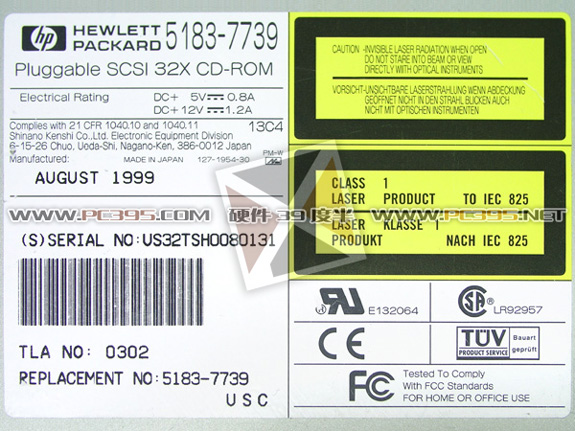 hp HEWLETT PACKARD 5183-7739
Pluggable SCSI 32X CD-ROM
Electrical Rating DC+ 5V⎓0.8A
DC+12V⎓1.2A
Complies with 21 CFR 1040.10 and 1040.11 13C4
Shinano Kenshi Co.,Ltd. Electronic Equipment Division
6-15-26 Chuo, Ueda-Shi, Nagano-Ken, 386-0012 Japan
Manufactured: MADE IN JAPAN 127-1954-30 PM-W
AUGUST 1999
CAUTION -INVISIBLE LASER RADIATION WHEN OPEN
DO NOT STARE INTO BEAM OR VIEW
DIRECTLY WITH OPTICAL INSTRUMENTS
VORSICHT-UNSICHTBARE LASERSTRAHLUNG WENN ABDECKUNG
GEÖFFNET NICHT IN DEN STRAHL BLICKEN AUCH
NICHT MIT OPTISCHEN INSTRUMENTEN
CLASS 1
LASER PRODUCT TO IEC 825
LASER KLASSE 1
PRODUKT NACH IEC 825
WWW.PC395.COM 硬件39度半 WWW.PC395.NET
(S)SERIAL NO:US32TSH0080131
TLA NO: 0302
REPLACEMENT NO:5183-7739
USC
E132064
LR92957
TÜV
PRODUCT SERVICE
Bauart
geprüft
Tested To Comply
With FCC Standards
FOR HOME OR OFFICE USE